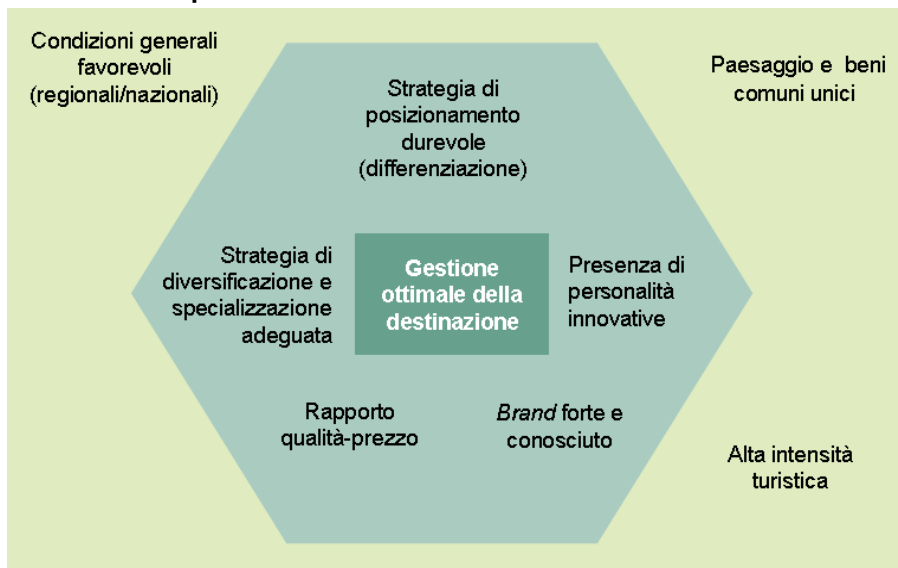 Condizioni generali
favorevoli
(regionali/nazionali)
Paesaggio e beni
comuni unici
Strategia di
posizionamento
durevole
(differenziazione)
Strategia di
diversificazione e
specializzazione
adeguata
Gestione
ottimale della
destinazione
Presenza di
personalità
innovative
Rapporto
qualità-prezzo
Brand forte e
conosciuto
Alta intensità
turistica